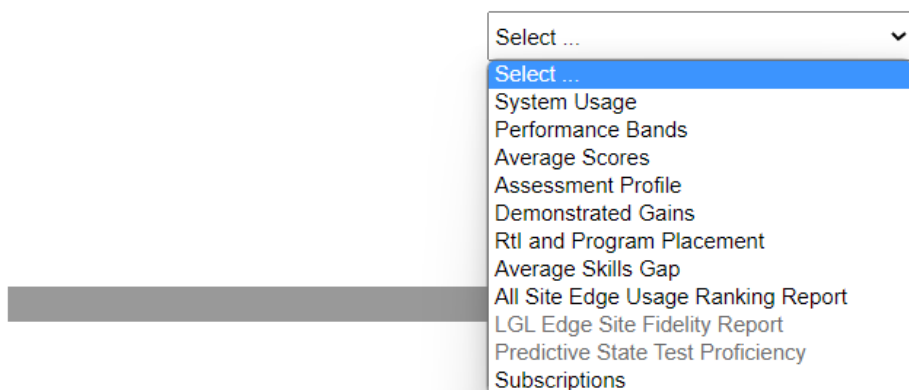 Select ...
Select ...
System Usage
Performance Bands
Average Scores
Assessment Profile
Demonstrated Gains
RtI and Program Placement
Average Skills Gap
All Site Edge Usage Ranking Report
LGL Edge Site Fidelity Report
Predictive State Test Proficiency
Subscriptions